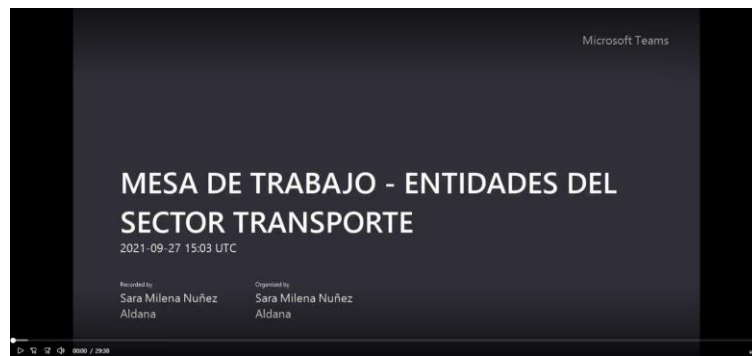 Microsoft Teams
MESA DE TRABAJO - ENTIDADES DEL
SECTOR TRANSPORTE
2021-09-27 15:03 UTC
Recorded by
Organized by
Sara Milena Nuñez
Sara Milena Nuñez
Aldana
Aldana
00:00 / 29:38